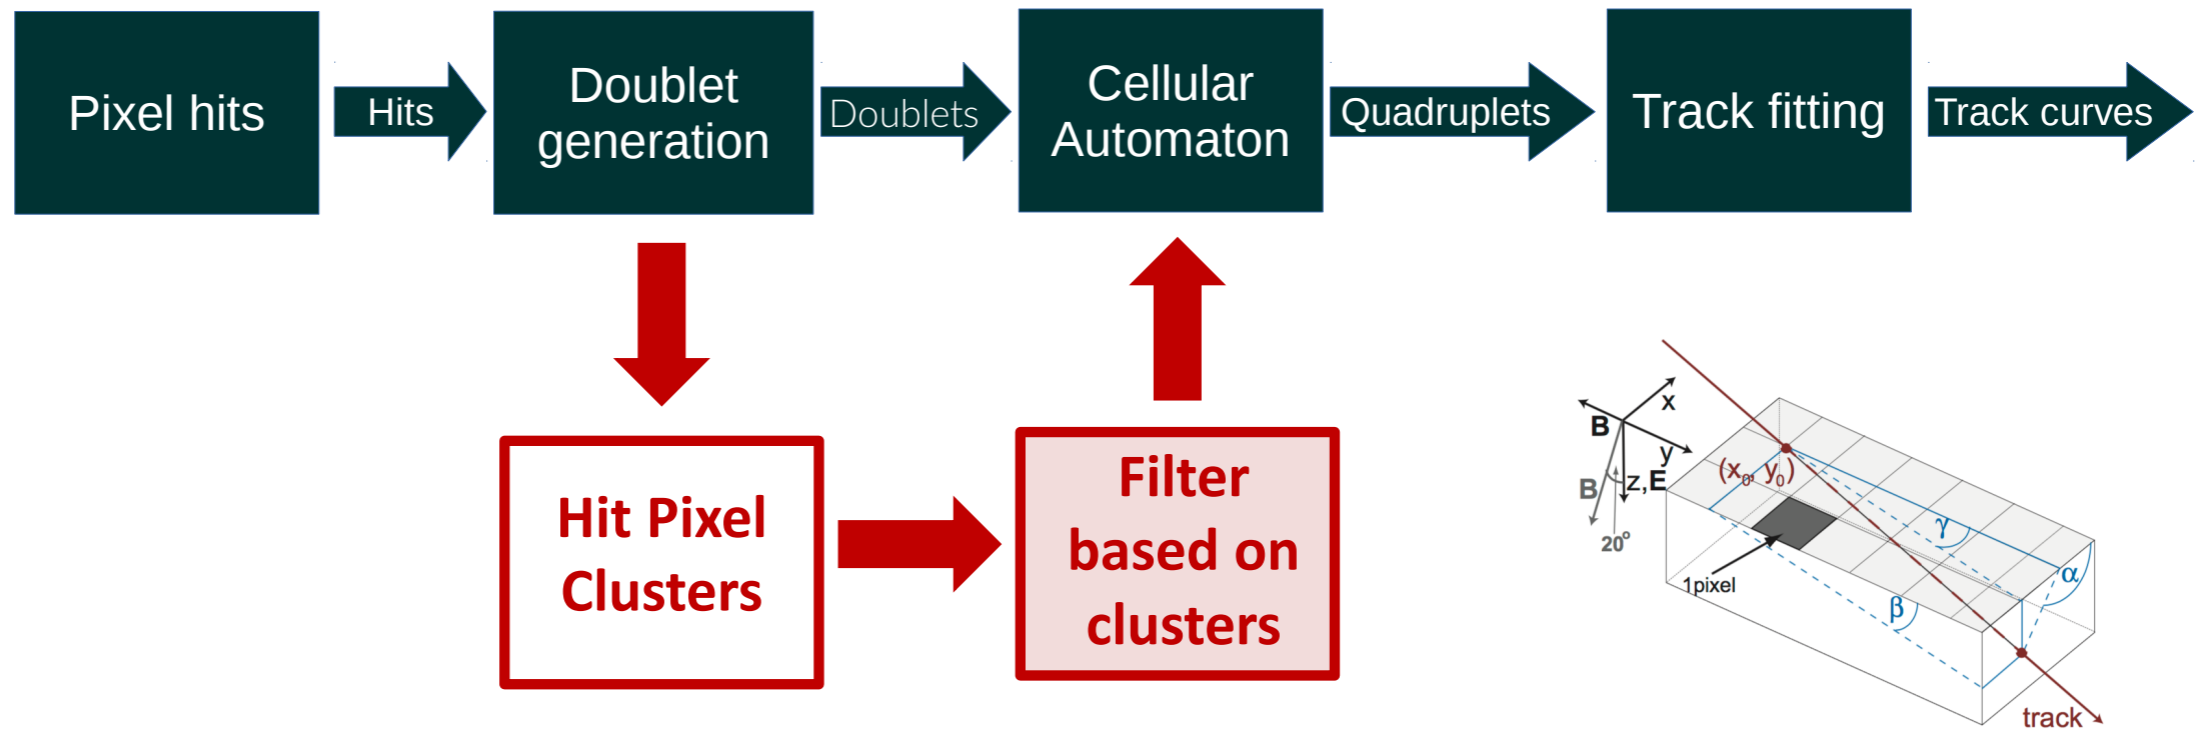 Pixel hits
Hits
Doublet
generation
Doublets
Cellular
Automaton
Quadruplets
Track fitting
Track curves
Hit Pixel
Clusters
Filter
based on
clusters
x
B
y
(x₀, y₀)
B
z,E
20°
γ
1pixel
α
β
track